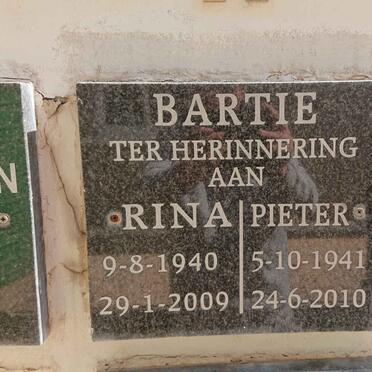 BARTIE
TER HERINNERING
AAN
RINA PIETER
9-8-1940 5-10-1941
29-1-2009 24-6-2010
N